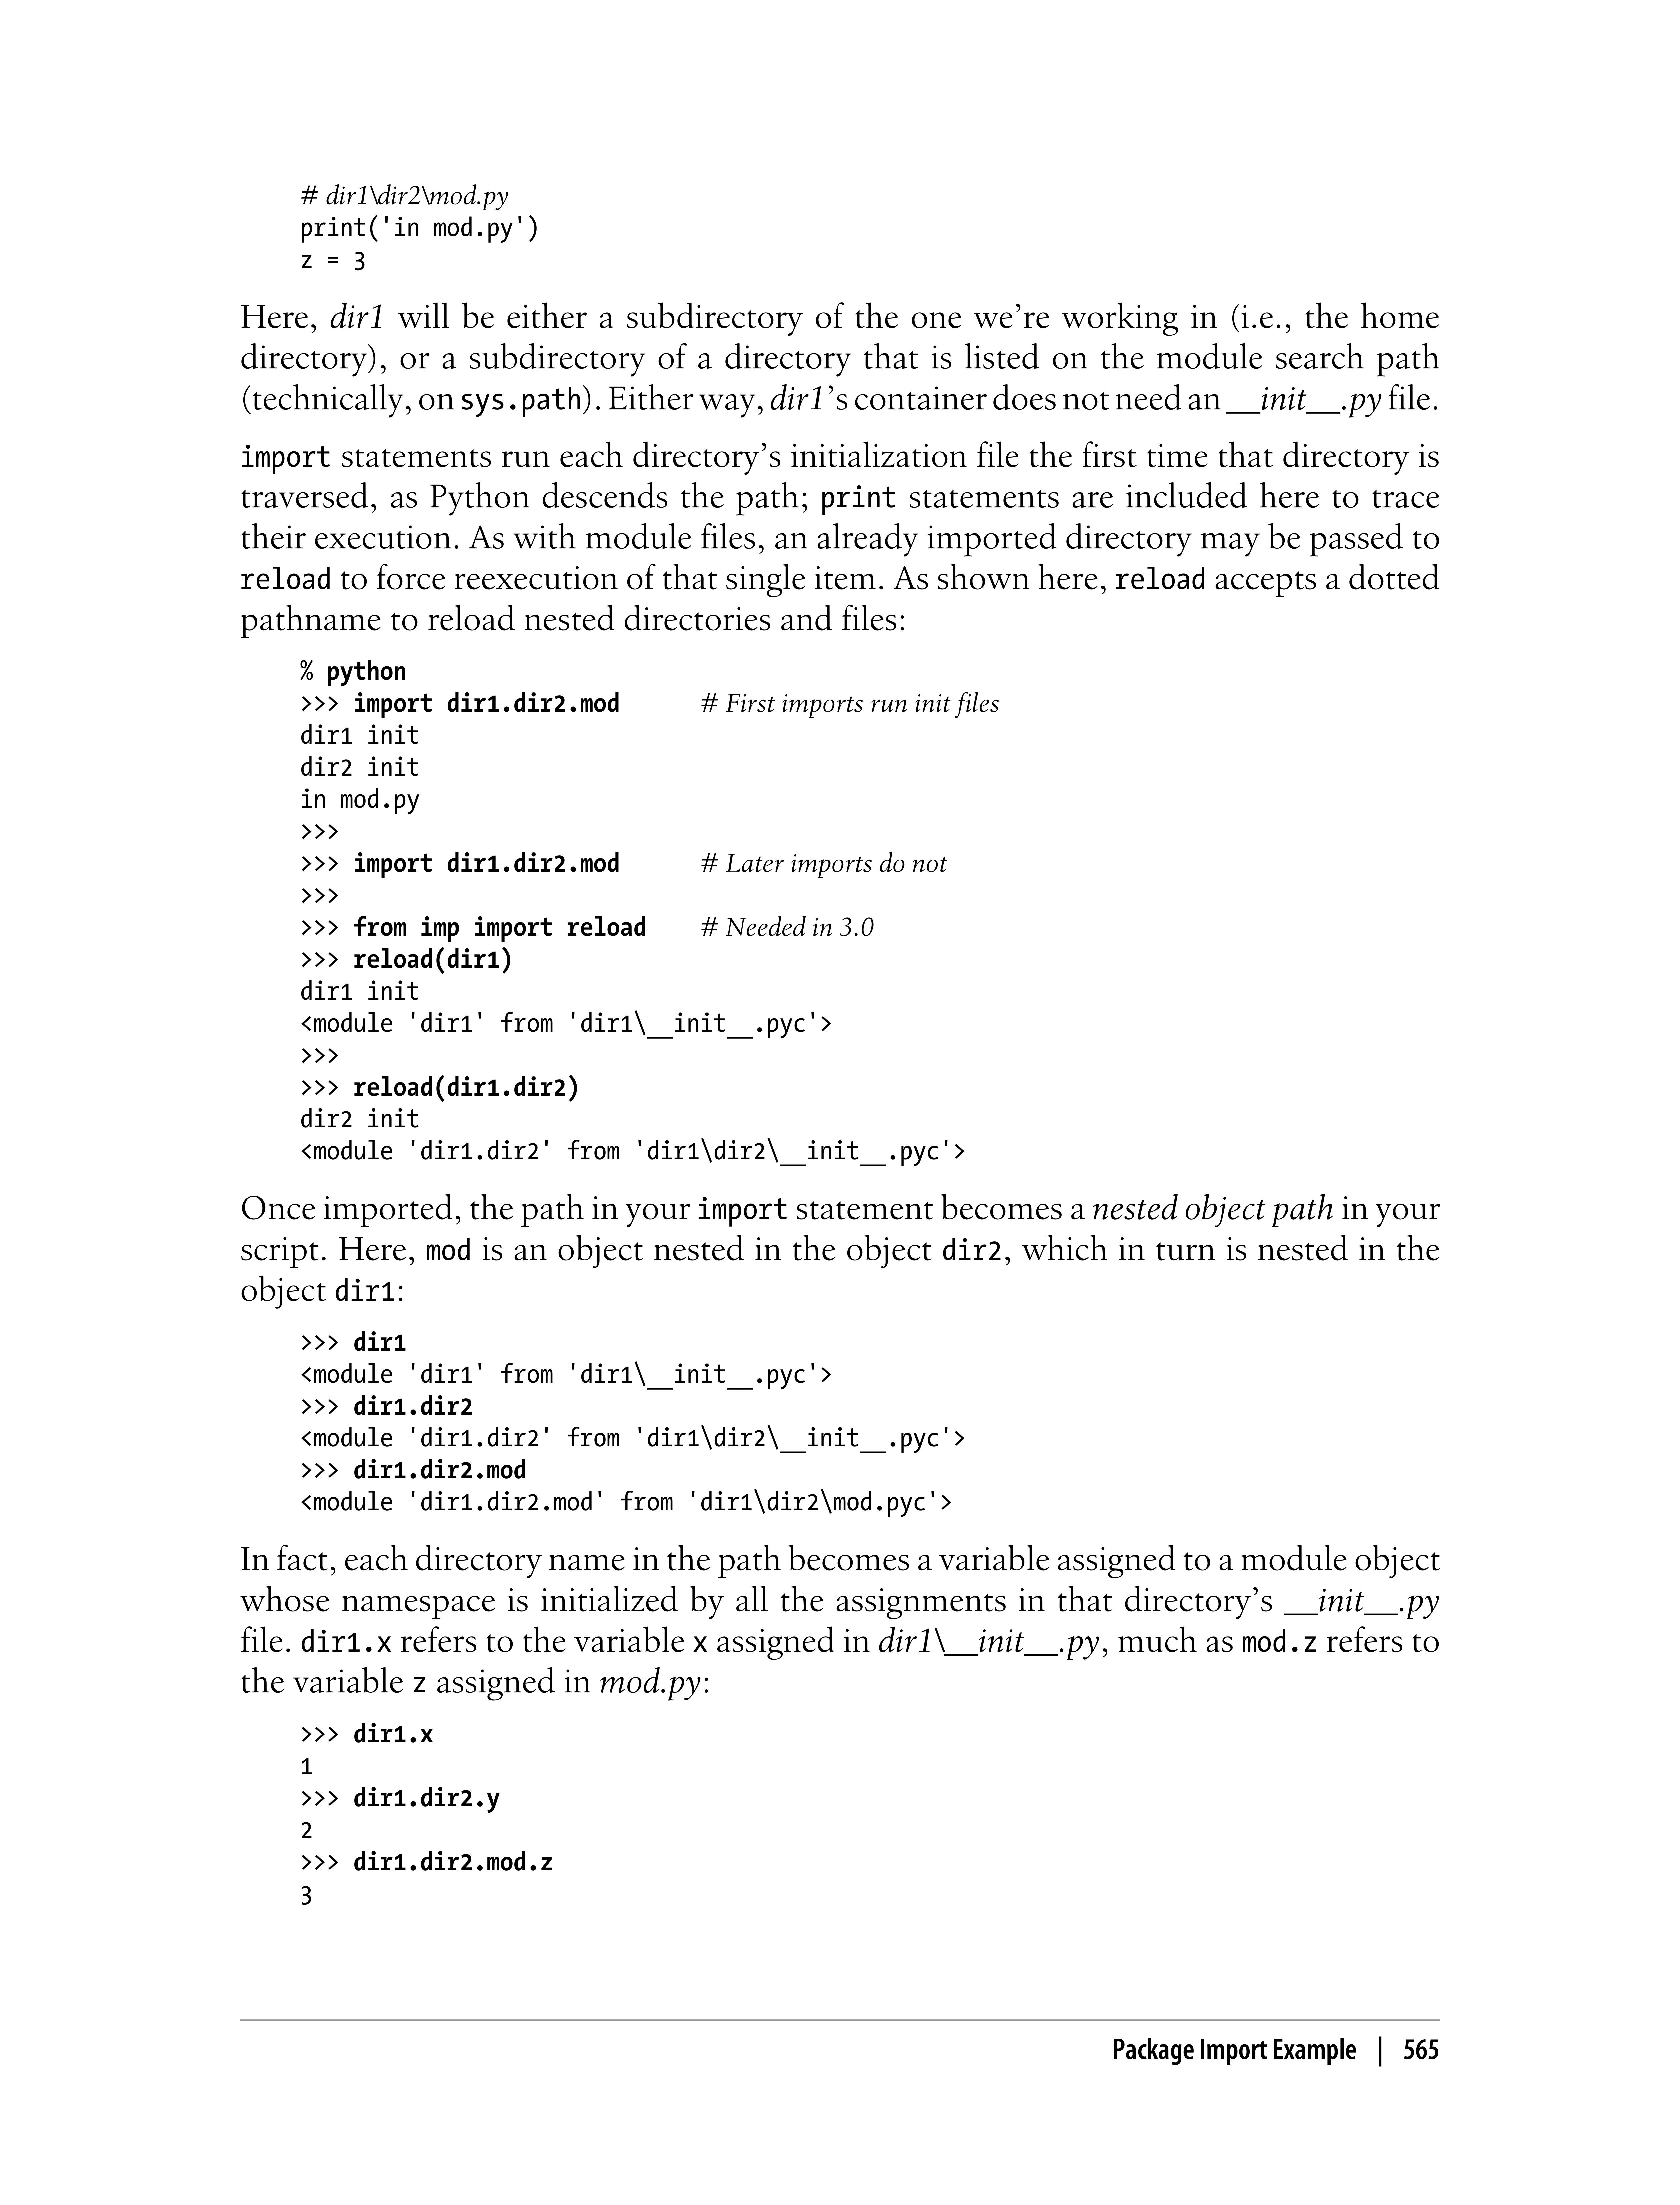 # dir1\dir2\mod.py
print('in mod.py')
z = 3
Here, dir1 will be either a subdirectory of the one we’re working in (i.e., the home
directory), or a subdirectory of a directory that is listed on the module search path
(technically, on sys.path). Either way, dir1’s container does not need an __init__.py file.
import statements run each directory’s initialization file the first time that directory is
traversed, as Python descends the path; print statements are included here to trace
their execution. As with module files, an already imported directory may be passed to
reload to force reexecution of that single item. As shown here, reload accepts a dotted
pathname to reload nested directories and files:
% python
>>> import dir1.dir2.mod # First imports run init files
dir1 init
dir2 init
in mod.py
>>>
>>> import dir1.dir2.mod # Later imports do not
>>>
>>> from imp import reload # Needed in 3.0
>>> reload(dir1)
dir1 init
<module 'dir1' from 'dir1\__init__.pyc'>
>>>
>>> reload(dir1.dir2)
dir2 init
<module 'dir1.dir2' from 'dir1\dir2\__init__.pyc'>
Once imported, the path in your import statement becomes a nested object path in your
script. Here, mod is an object nested in the object dir2, which in turn is nested in the
object dir1:
>>> dir1
<module 'dir1' from 'dir1\__init__.pyc'>
>>> dir1.dir2
<module 'dir1.dir2' from 'dir1\dir2\__init__.pyc'>
>>> dir1.dir2.mod
<module 'dir1.dir2.mod' from 'dir1\dir2\mod.pyc'>
In fact, each directory name in the path becomes a variable assigned to a module object
whose namespace is initialized by all the assignments in that directory’s __init__.py
file. dir1.x refers to the variable x assigned in dir1\__init__.py, much as mod.z refers to
the variable z assigned in mod.py:
>>> dir1.x
1
>>> dir1.dir2.y
2
>>> dir1.dir2.mod.z
3
Package Import Example | 565